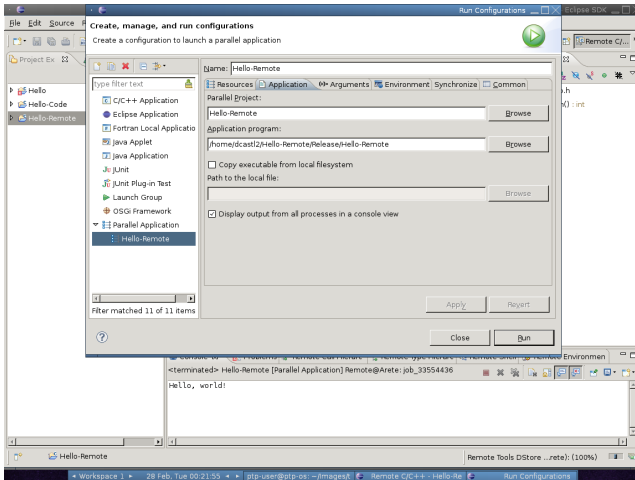 Run Configurations
Eclipse SDK
File Edit Source
Create, manage, and run configurations
Create a configuration to launch a parallel application
Remote C/...
Project Ex
Hello
Hello-Code
Hello-Remote
type filter text
C/C++ Application
Eclipse Application
Fortran Local Applicatio
Java Applet
Java Application
JUnit
JUnit Plug-in Test
Launch Group
OSGi Framework
Parallel Application
Hello-Remote
Filter matched 11 of 11 items
Name: Hello-Remote
Resources Application Arguments Environment Synchronize Common
Parallel Project:
Hello-Remote Browse
Application program:
/home/dcastl2/Hello-Remote/Release/Hello-Remote Browse
Copy executable from local filesystem
Path to the local file:
Browse
Display output from all processes in a console view
Apply Revert
Close Run
.h
() : int
Environmen
<terminated> Hello-Remote [Parallel Application] Remote@Arete: job_33554436
Hello, world!
Hello-Remote
Remote Tools DStore ...rete): (100%)
Workspace 1 28 Feb, Tue 00:21:55 ptp-user@ptp-os: ~/Images/t Remote C/C++ - Hello-Re Run Configurations